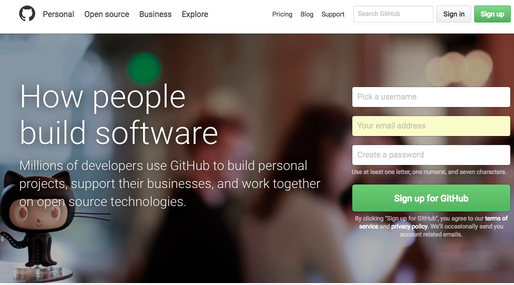 Personal Open source Business Explore Pricing Blog Support Search GitHub Sign in Sign up
How people
build software
Millions of developers use GitHub to build personal
projects, support their businesses, and work together
on open source technologies.
Pick a username
Your email address
Create a password
Use at least one letter, one numeral, and seven characters.
Sign up for GitHub
By clicking "Sign up for GitHub", you agree to our terms of
service and privacy policy. We'll occasionally send you
account related emails.